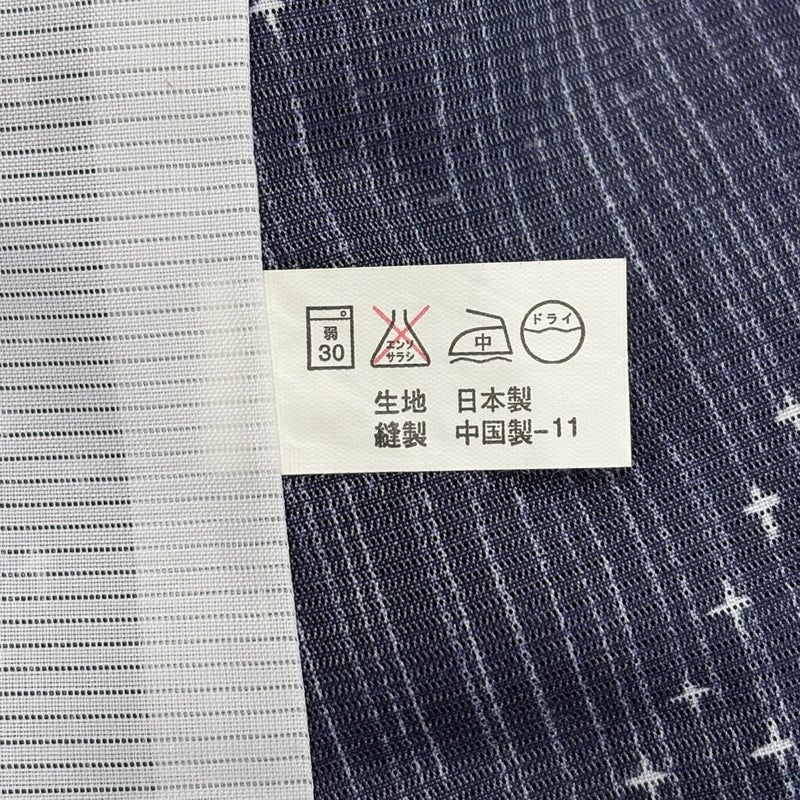 弱 30 エンソサラシ 中 ドライ
生地 日本製
縫製 中国製-11